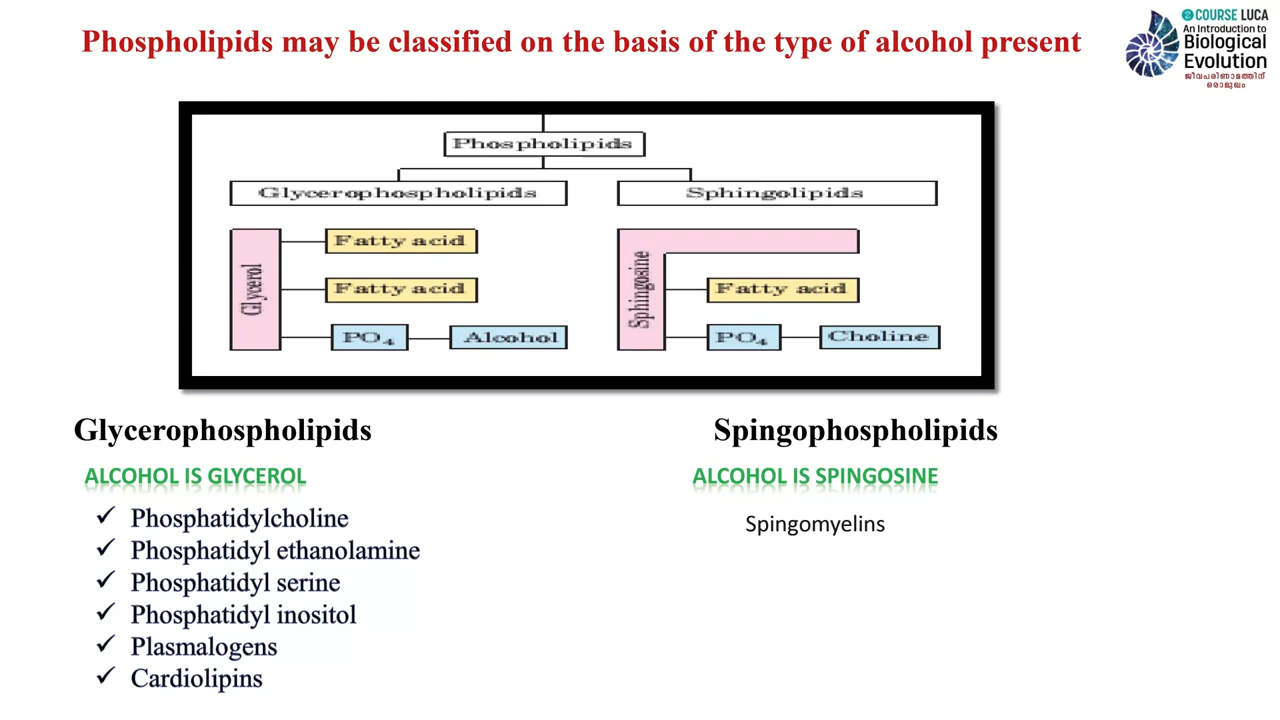 Phospholipids may be classified on the basis of the type of alcohol present
COURSE LUCA
An Introduction to
Biological
Evolution
ജീവപരിണാമത്തിന്
ഒരാമുഖം
Phospholipids
Glycerophospholipids
Sphingolipids
Glycerol
Fatty acid
Fatty acid
PO4
Alcohol
Sphingosine
Fatty acid
PO4
Choline
Glycerophospholipids
ALCOHOL IS GLYCEROL
✓ Phosphatidylcholine
✓ Phosphatidyl ethanolamine
✓ Phosphatidyl serine
✓ Phosphatidyl inositol
✓ Plasmalogens
✓ Cardiolipins
Spingophospholipids
ALCOHOL IS SPINGOSINE
Spingomyelins